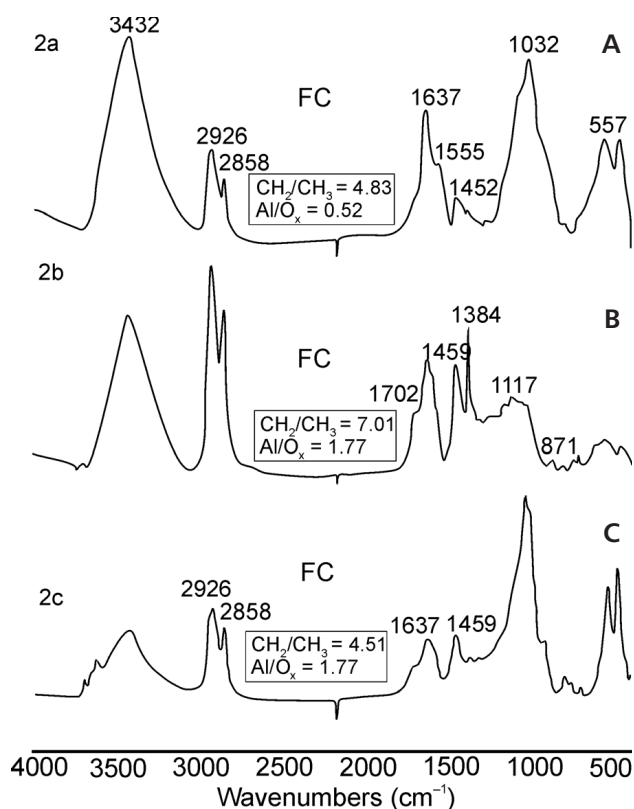 3432
2a
A
1032
FC
1637
2926
2858
1555
557
CH₂/CH₃ = 4.83
Al/Oₓ = 0.52
1452
2b
B
1384
FC
1459
1702
1117
CH₂/CH₃ = 7.01
Al/Oₓ = 1.77
871
C
FC
2926
2c
2858
1637 1459
CH₂/CH₃ = 4.51
Al/Oₓ = 1.77
4000 3500 3000 2500 2000 1500 1000 500
Wavenumbers (cm⁻¹)